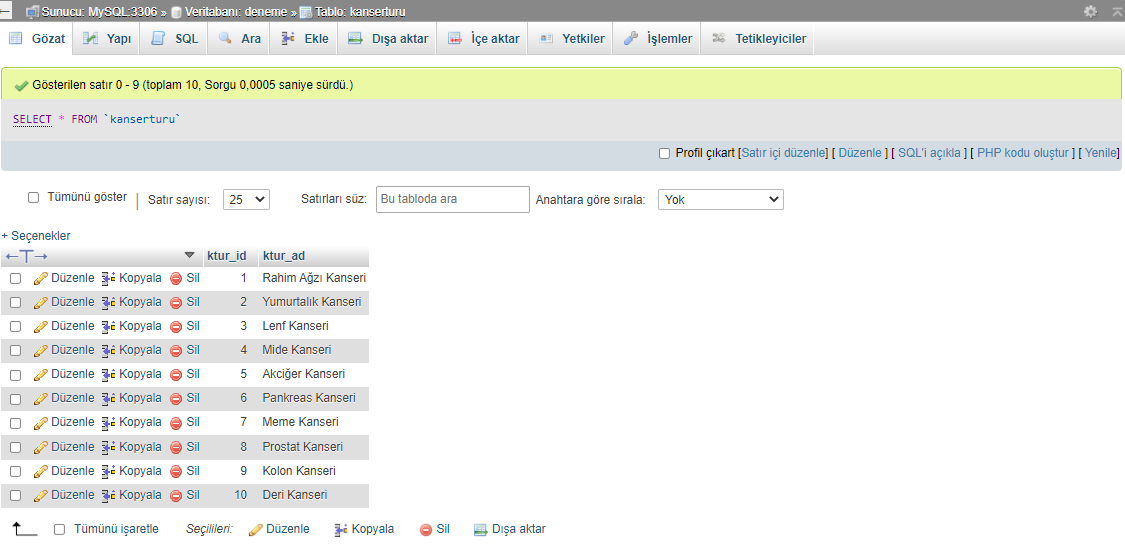 Sunucu: MySQL:3306 » Veritabanı: deneme » Tablo: kanserturu
Gözat Yapı SQL Ara Ekle Dışa aktar İçe aktar Yetkiler İşlemler Tetikleyiciler
Gösterilen satır 0 - 9 (toplam 10, Sorgu 0,0005 saniye sürdü.)
SELECT * FROM `kanserturu`
Profil çıkart [Satır içi düzenle] [ Düzenle ] [ SQL'i açıkla ] [ PHP kodu oluştur ] [ Yenile]
Tümünü göster | Satır sayısı: 25 Satırları süz: Bu tabloda ara Anahtara göre sırala: Yok
+ Seçenekler
←T→ ktur_id ktur_ad
Düzenle Kopyala Sil 1 Rahim Ağzı Kanseri
Düzenle Kopyala Sil 2 Yumurtalık Kanseri
Düzenle Kopyala Sil 3 Lenf Kanseri
Düzenle Kopyala Sil 4 Mide Kanseri
Düzenle Kopyala Sil 5 Akciğer Kanseri
Düzenle Kopyala Sil 6 Pankreas Kanseri
Düzenle Kopyala Sil 7 Meme Kanseri
Düzenle Kopyala Sil 8 Prostat Kanseri
Düzenle Kopyala Sil 9 Kolon Kanseri
Düzenle Kopyala Sil 10 Deri Kanseri
Tümünü işaretle Seçilileri: Düzenle Kopyala Sil Dışa aktar